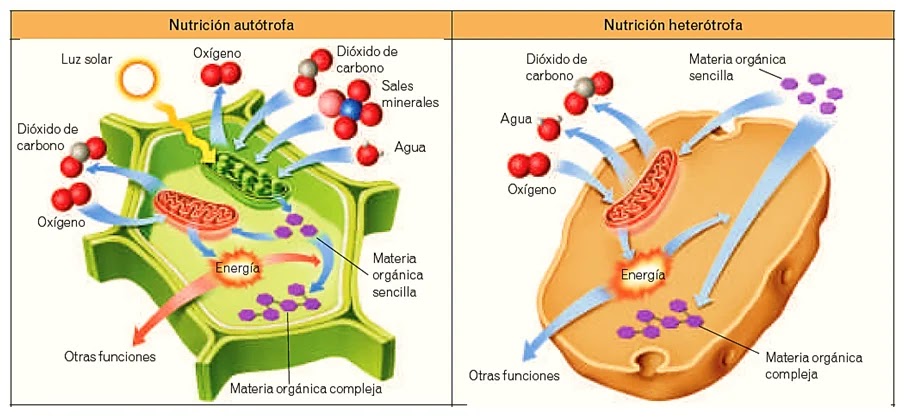 Nutrición autótrofa
Luz solar
Oxígeno
Dióxido de
carbono
Sales
minerales
Agua
Dióxido de
carbono
Oxígeno
Energía
Materia
orgánica
sencilla
Otras funciones
Materia orgánica compleja
Nutrición heterótrofa
Dióxido de
carbono
Materia orgánica
sencilla
Agua
Oxígeno
Energía
Otras funciones
Materia orgánica
compleja